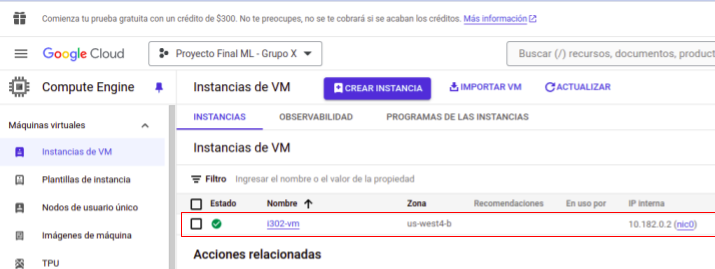 Comienza tu prueba gratuita con un crédito de $300. No te preocupes, no se te cobrará si se acaban los créditos. Más información
Google Cloud Proyecto Final ML - Grupo X Buscar (/) recursos, documentos, product
Compute Engine Instancias de VM CREAR INSTANCIA IMPORTAR VM ACTUALIZAR
Máquinas virtuales INSTANCIAS OBSERVABILIDAD PROGRAMAS DE LAS INSTANCIAS
Instancias de VM Instancias de VM
Plantillas de instancia Filtro Ingresar el nombre o el valor de la propiedad
Nodos de usuario único Estado Nombre Zona Recomendaciones En uso por IP interna
i302-vm us-west4-b 10.182.0.2 (nic0)
Imágenes de máquina
TPU Acciones relacionadas